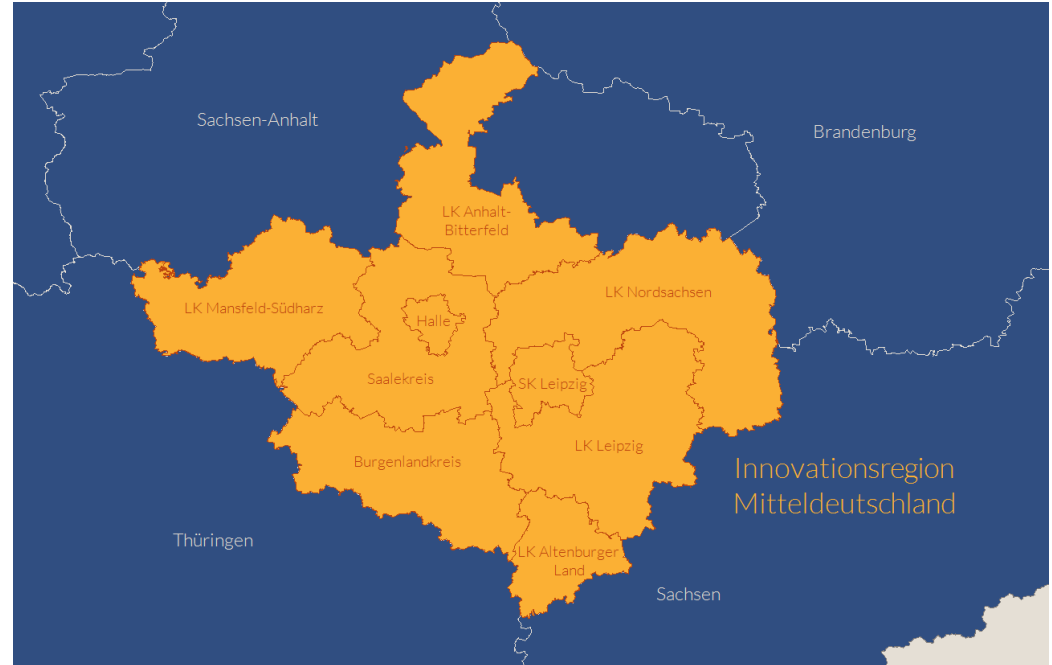 Sachsen-Anhalt
Brandenburg
LK Anhalt-
Bitterfeld
LK Nordsachsen
LK Mansfeld-Südharz
Halle
Saalekreis
SK Leipzig
LK Leipzig
Burgenlandkreis
Innovationsregion
Mitteldeutschland
Thüringen
LK Altenburger
Land
Sachsen